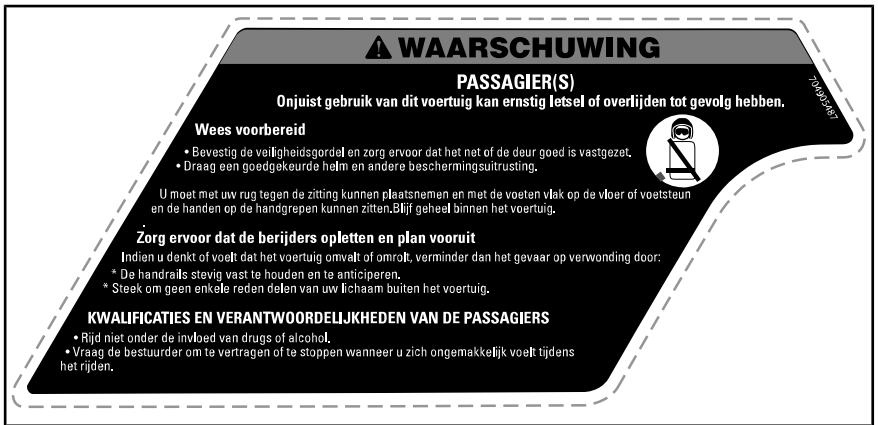 WAARSCHUWING
PASSAGIER(S)
Onjuist gebruik van dit voertuig kan ernstig letsel of overlijden tot gevolg hebben.
704905487
Wees voorbereid
• Bevestig de veiligheidsgordel en zorg ervoor dat het net of de deur goed is vastgezet.
• Draag een goedgekeurde helm en andere beschermingsuitrusting.
U moet met uw rug tegen de zitting kunnen plaatsnemen en met de voeten vlak op de vloer of voetsteun
en de handen op de handgrepen kunnen zitten.Blijf geheel binnen het voertuig.
Zorg ervoor dat de berijders opletten en plan vooruit
Indien u denkt of voelt dat het voertuig omvalt of omrolt, verminder dan het gevaar op verwonding door:
* De handrails stevig vast te houden en te anticiperen.
* Steek om geen enkele reden delen van uw lichaam buiten het voertuig.
KWALIFICATIES EN VERANTWOORDELIJKHEDEN VAN DE PASSAGIERS
• Rijd niet onder de invloed van drugs of alcohol.
• Vraag de bestuurder om te vertragen of te stoppen wanneer u zich ongemakkelijk voelt tijdens
het rijden.